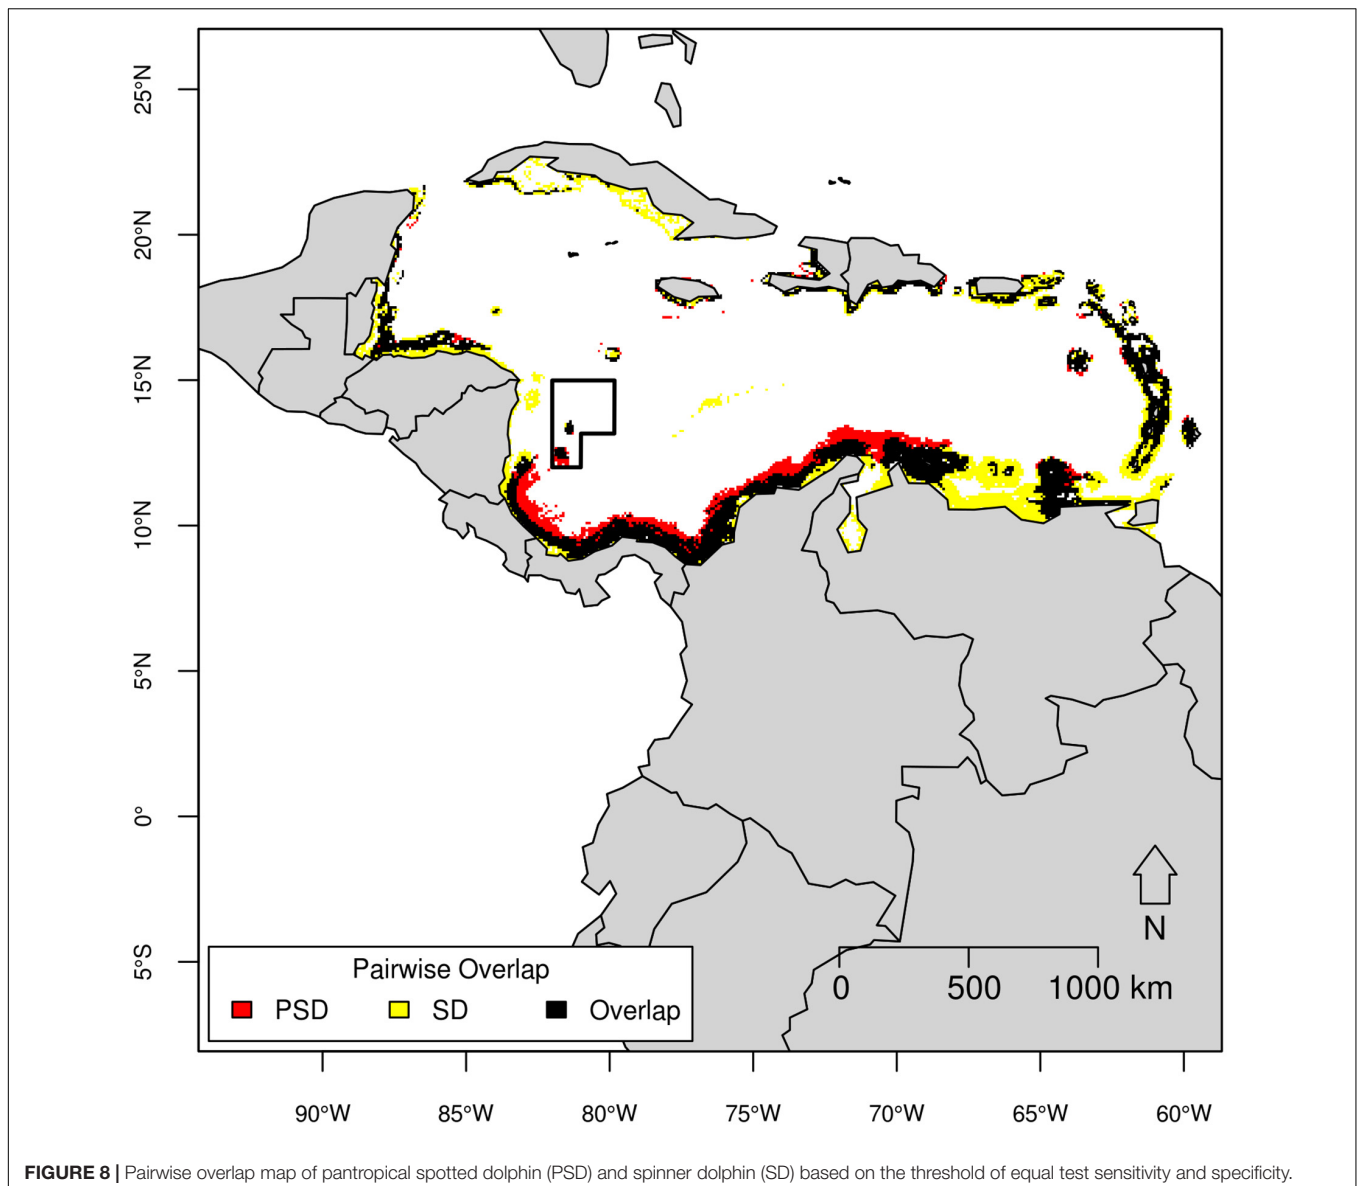 25°N
20°N
15°N
10°N
5°N
0°
5°S
N
0 500 1000 km
Pairwise Overlap
PSD SD Overlap
90°W 85°W 80°W 75°W 70°W 65°W 60°W
FIGURE 8 | Pairwise overlap map of pantropical spotted dolphin (PSD) and spinner dolphin (SD) based on the threshold of equal test sensitivity and specificity.